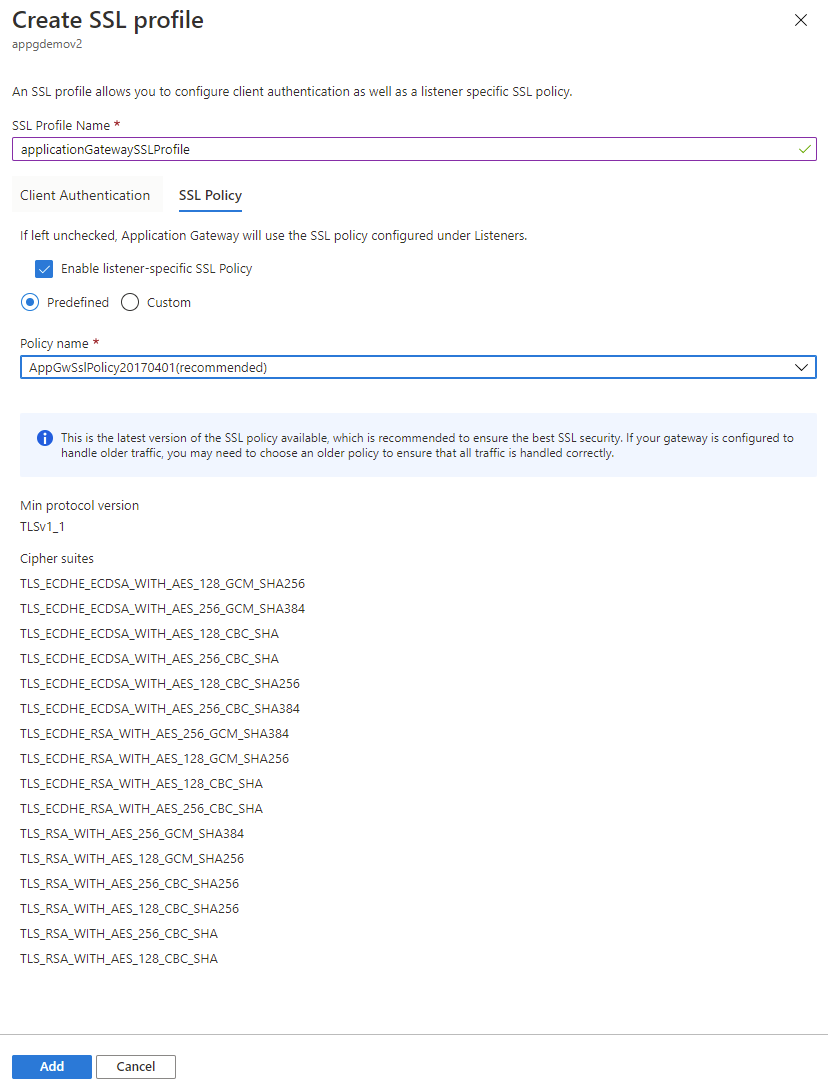 Create SSL profile
appgdemov2
An SSL profile allows you to configure client authentication as well as a listener specific SSL policy.
SSL Profile Name *
applicationGatewaySSLProfile
Client Authentication SSL Policy
If left unchecked, Application Gateway will use the SSL policy configured under Listeners.
Enable listener-specific SSL Policy
Predefined Custom
Policy name *
AppGwSslPolicy20170401(recommended)
This is the latest version of the SSL policy available, which is recommended to ensure the best SSL security. If your gateway is configured to
handle older traffic, you may need to choose an older policy to ensure that all traffic is handled correctly.
Min protocol version
TLSv1_1
Cipher suites
TLS_ECDHE_ECDSA_WITH_AES_128_GCM_SHA256
TLS_ECDHE_ECDSA_WITH_AES_256_GCM_SHA384
TLS_ECDHE_ECDSA_WITH_AES_128_CBC_SHA
TLS_ECDHE_ECDSA_WITH_AES_256_CBC_SHA
TLS_ECDHE_ECDSA_WITH_AES_128_CBC_SHA256
TLS_ECDHE_ECDSA_WITH_AES_256_CBC_SHA384
TLS_ECDHE_RSA_WITH_AES_256_GCM_SHA384
TLS_ECDHE_RSA_WITH_AES_128_GCM_SHA256
TLS_ECDHE_RSA_WITH_AES_128_CBC_SHA
TLS_ECDHE_RSA_WITH_AES_256_CBC_SHA
TLS_RSA_WITH_AES_256_GCM_SHA384
TLS_RSA_WITH_AES_128_GCM_SHA256
TLS_RSA_WITH_AES_256_CBC_SHA256
TLS_RSA_WITH_AES_128_CBC_SHA256
TLS_RSA_WITH_AES_256_CBC_SHA
TLS_RSA_WITH_AES_128_CBC_SHA
Add Cancel